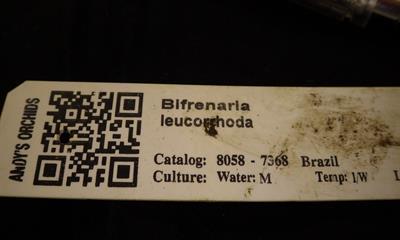 ANDY'S ORCHIDS
Bifrenaria
leucorrhoda
Catalog: 8058 - 7368 Brazil
Culture: Water: M Temp: I/W L